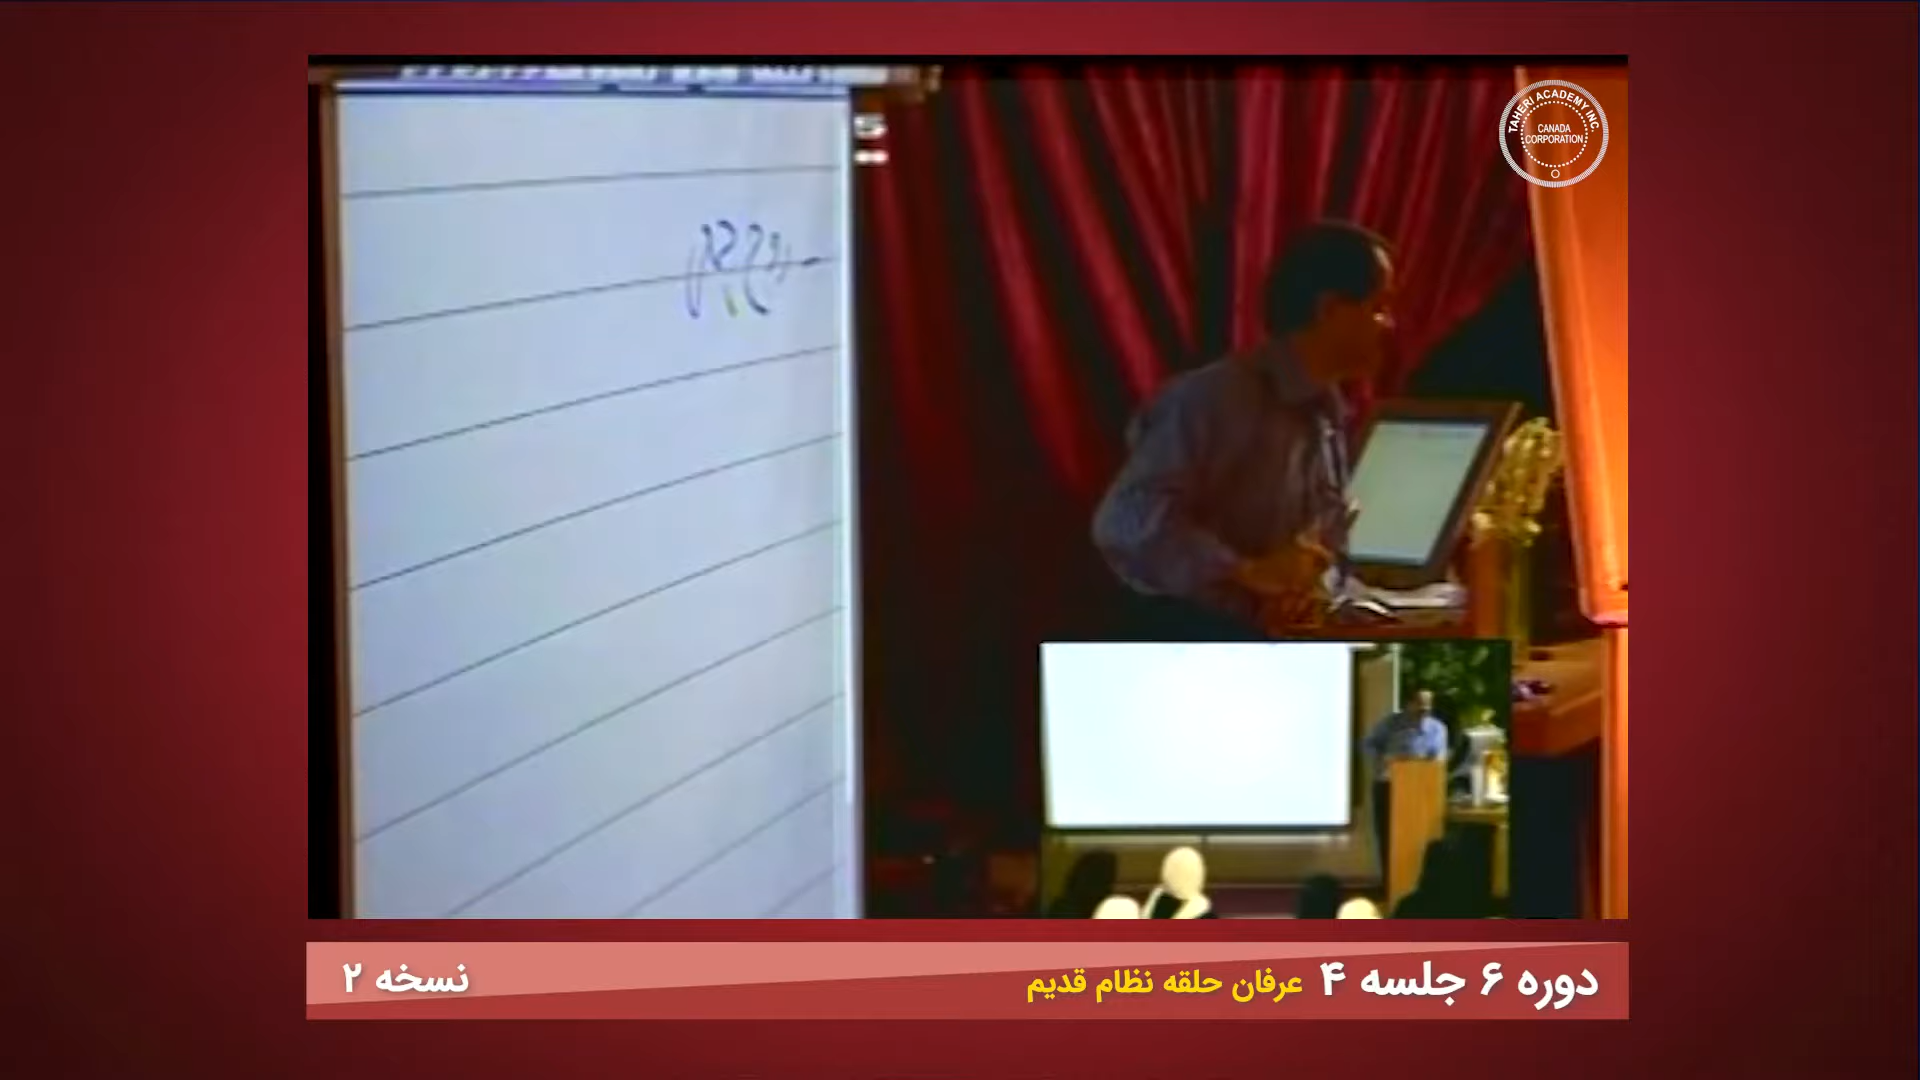 TAHERI ACADEMY INC.
CANADA
CORPORATION
دوره ۶ جلسه ۴ عرفان حلقه نظام قدیم
نسخه ۲